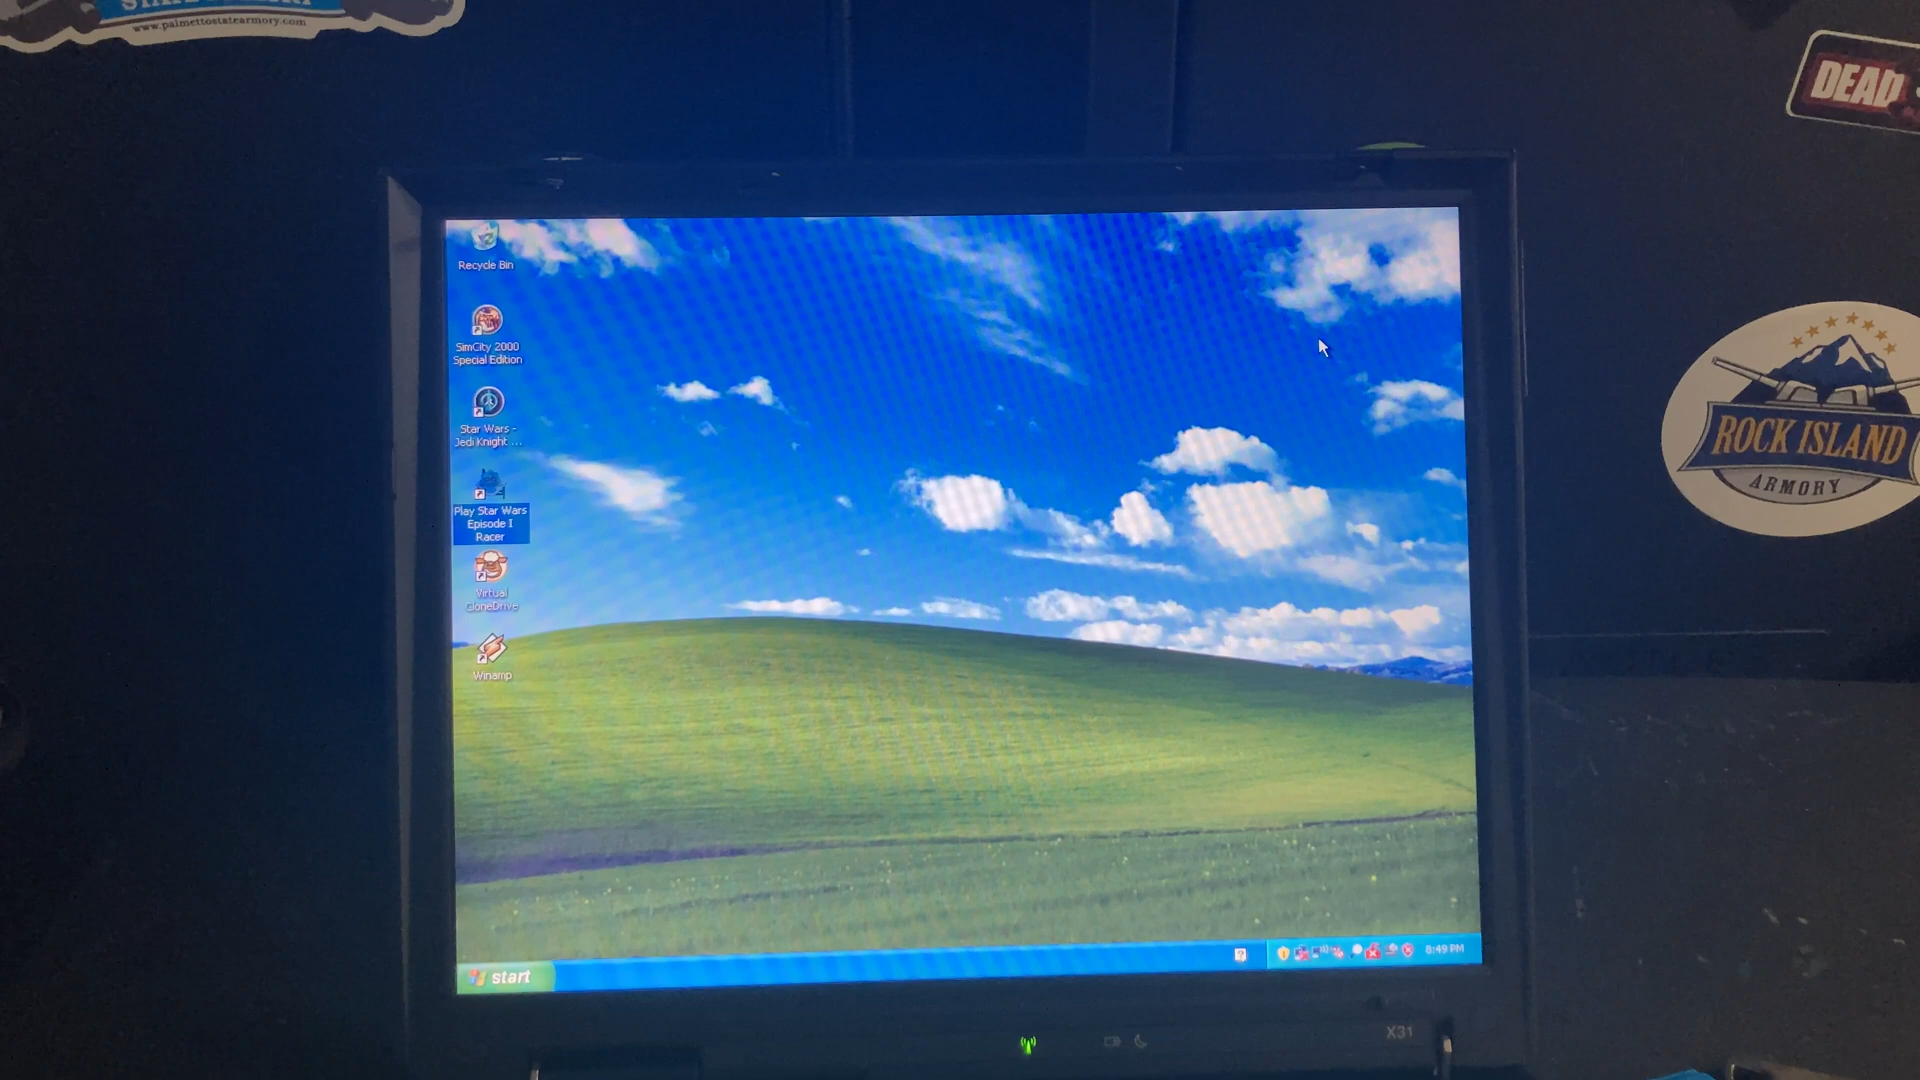 www.palmettostatearmory.com
DEAD
Recycle Bin
SimCity 2000
Special Edition
Star Wars -
Jedi Knight ...
Play Star Wars
Episode I
Racer
Virtual
CloneDrive
Winamp
ROCK ISLAND
ARMORY
start
8:49 PM
X31